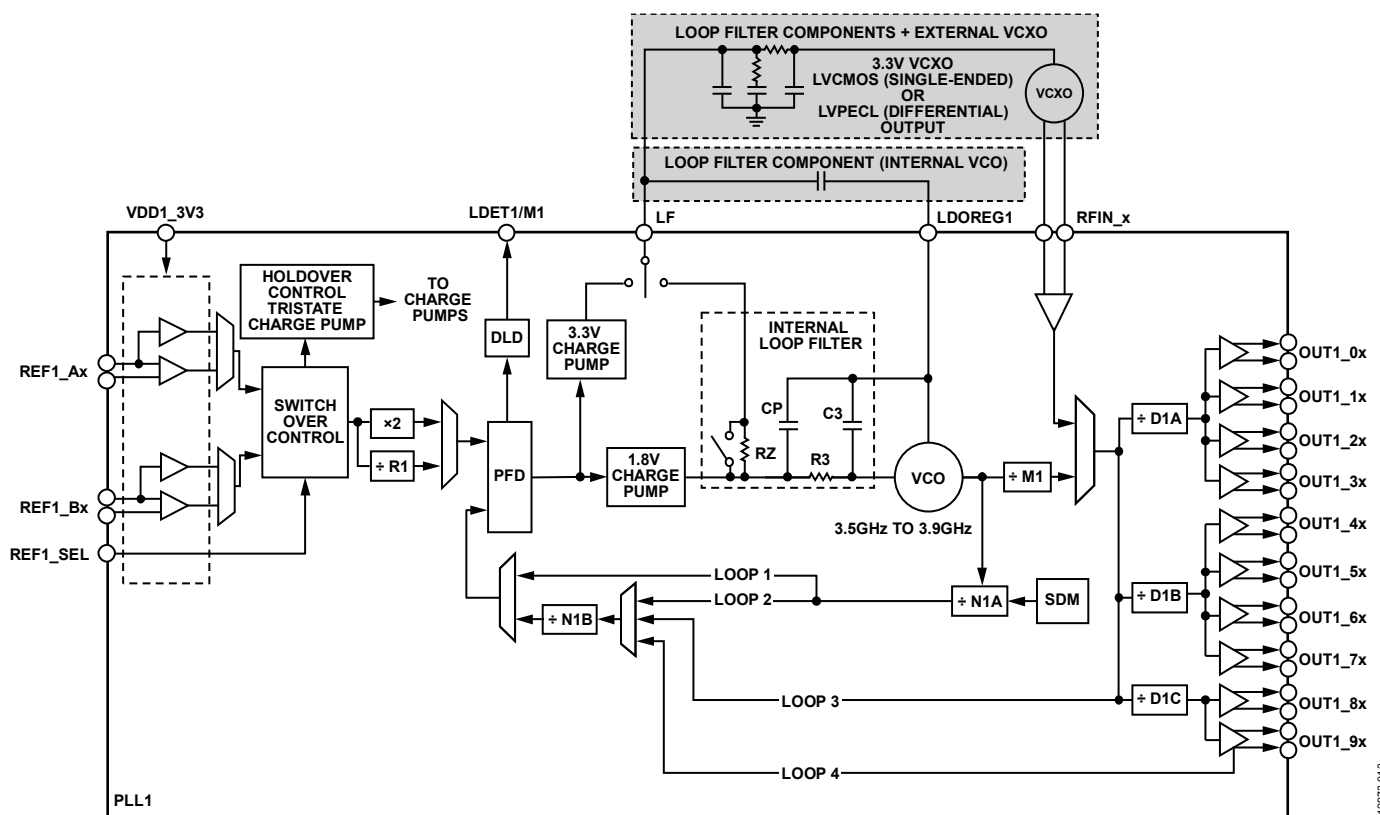 LOOP FILTER COMPONENTS + EXTERNAL VCXO
3.3V VCXO
LVCMOS (SINGLE-ENDED)
OR
LVPECL (DIFFERENTIAL)
OUTPUT
VCXO
LOOP FILTER COMPONENT (INTERNAL VCO)
VDD1_3V3
LDET1/M1
LF
LDOREG1
RFIN_x
HOLDOVER
CONTROL
TRISTATE
CHARGE PUMP
TO
CHARGE
PUMPS
DLD
3.3V
CHARGE
PUMP
INTERNAL
LOOP FILTER
REF1_Ax
SWITCH
OVER
CONTROL
×2
÷ R1
PFD
1.8V
CHARGE
PUMP
CP
C3
RZ
R3
VCO
3.5GHz TO 3.9GHz
÷ M1
REF1_Bx
REF1_SEL
LOOP 1
LOOP 2
÷ N1A
SDM
÷ N1B
LOOP 3
LOOP 4
÷ D1A
÷ D1B
÷ D1C
OUT1_0x
OUT1_1x
OUT1_2x
OUT1_3x
OUT1_4x
OUT1_5x
OUT1_6x
OUT1_7x
OUT1_8x
OUT1_9x
PLL1